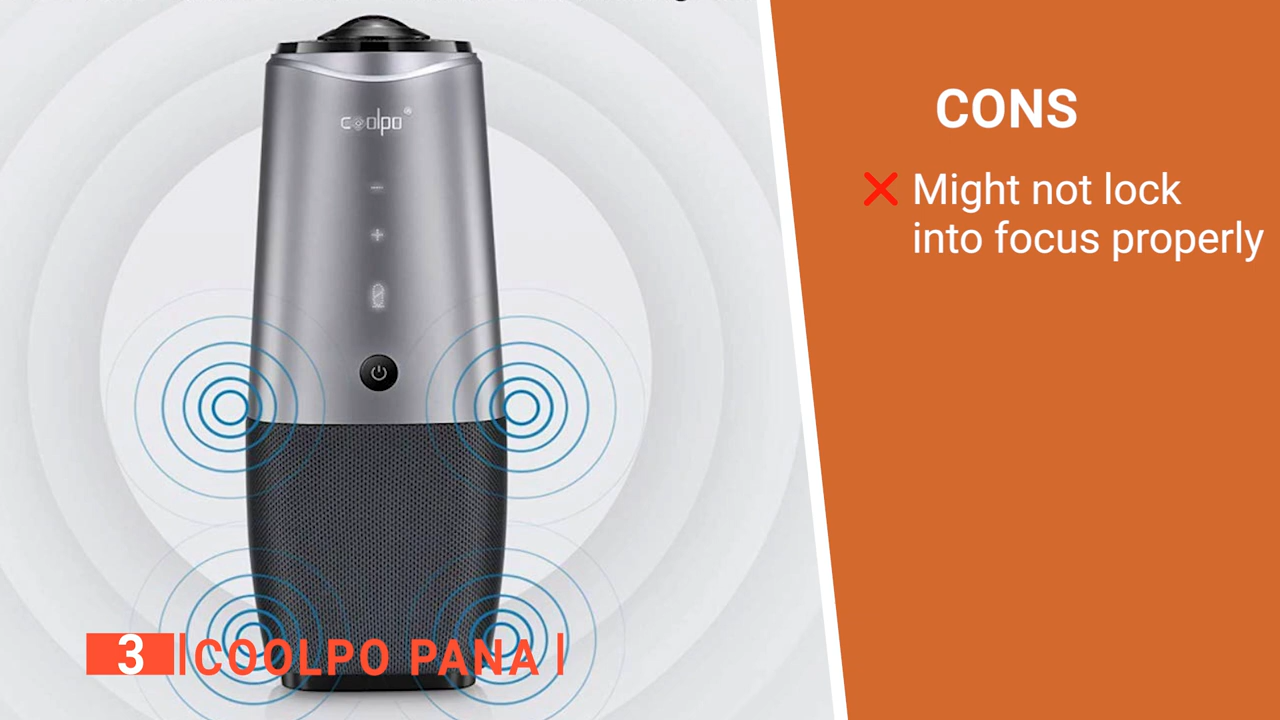 coolpo®
CONS
Might not lock
into focus properly
3 COOLPO PANA